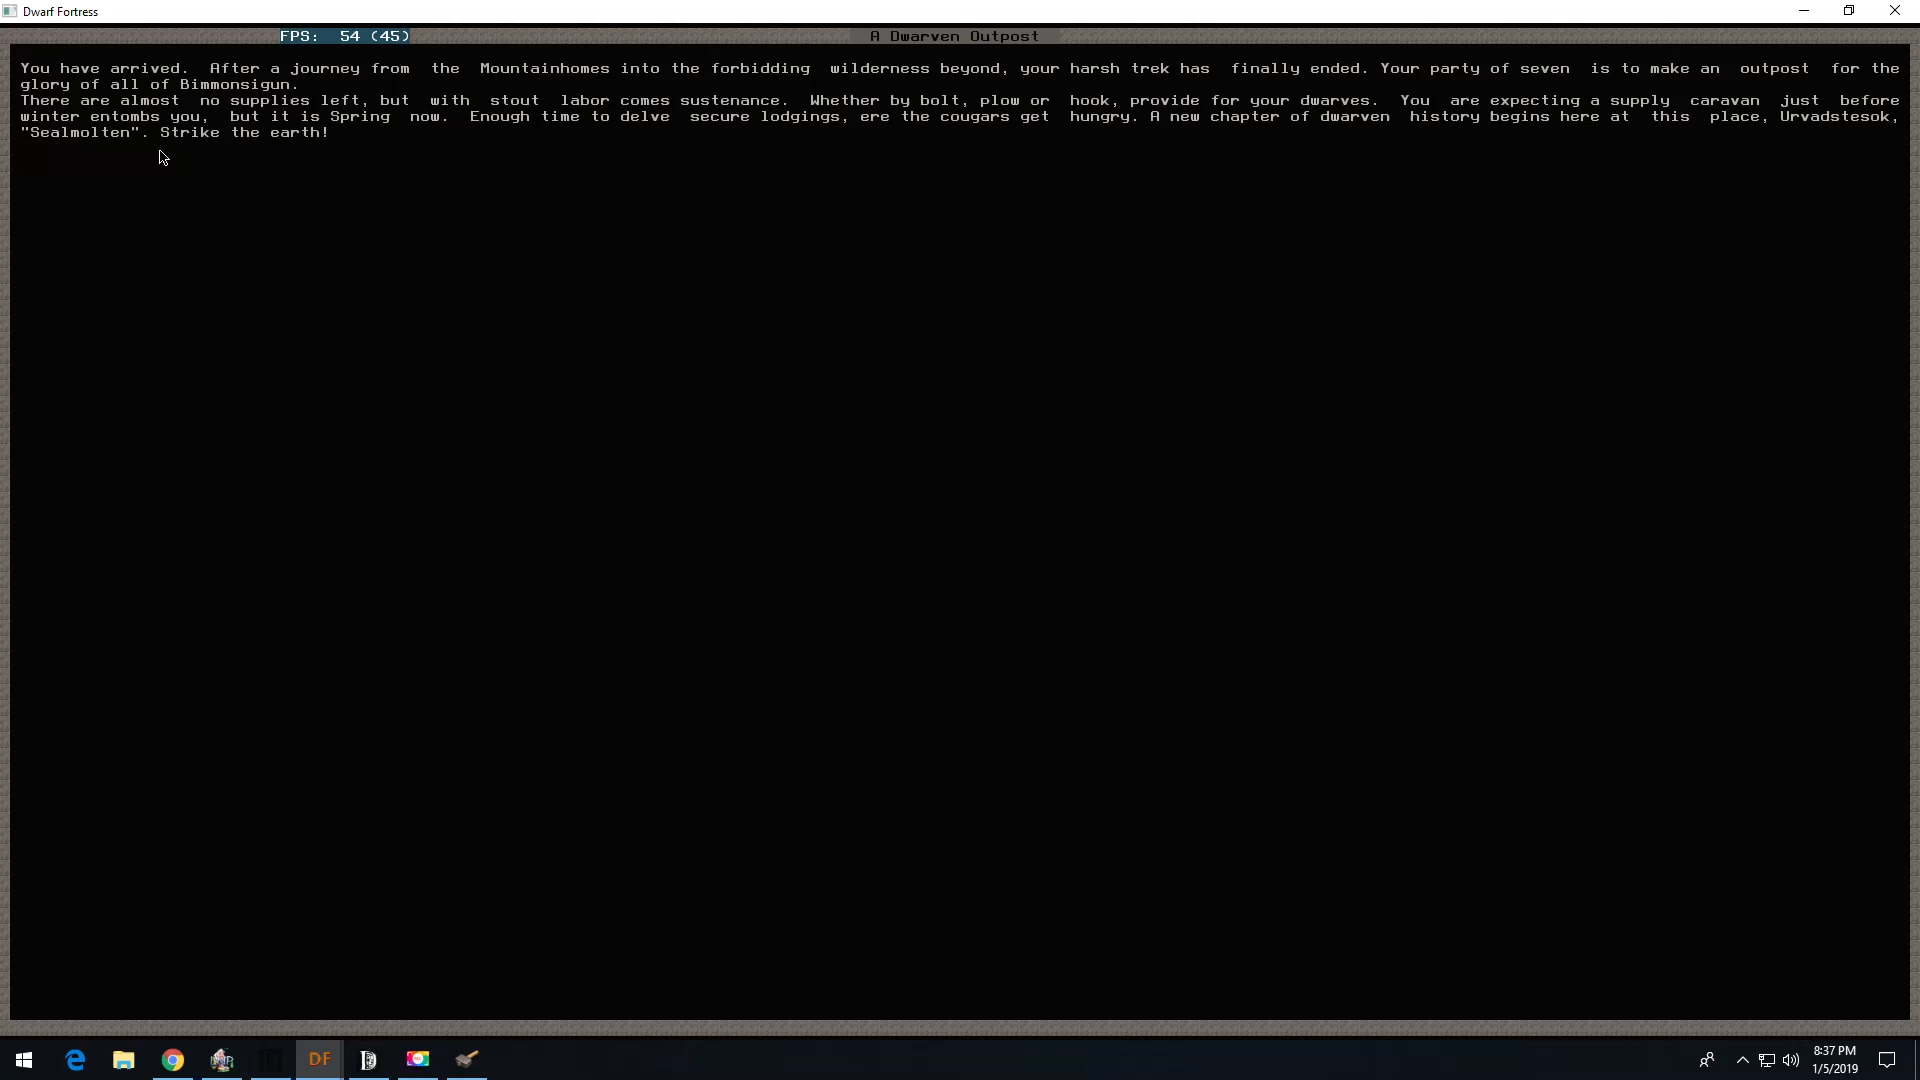 Dwarf Fortress
FPS: 54 (45)
A Dwarven Outpost
You have arrived. After a journey from the Mountainhomes into the forbidding wilderness beyond, your harsh trek has finally ended. Your party of seven is to make an outpost for the
glory of all of Bimmonsigun.
There are almost no supplies left, but with stout labor comes sustenance. Whether by bolt, plow or hook, provide for your dwarves. You are expecting a supply caravan just before
winter entombs you, but it is Spring now. Enough time to delve secure lodgings, ere the cougars get hungry. A new chapter of dwarven history begins here at this place, Urvadstesok,
"Sealmolten". Strike the earth!
DF
8:37 PM
1/5/2019